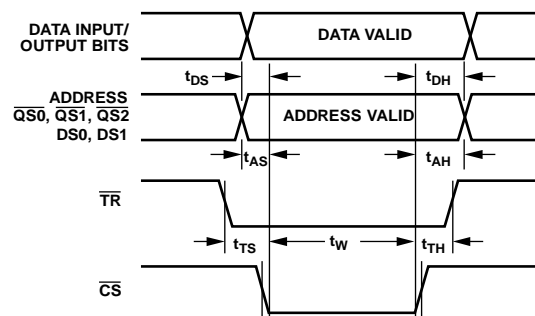 DATA INPUT/
OUTPUT BITS
DATA VALID
tDS
tDH
ADDRESS
QS0, QS1, QS2
DS0, DS1
ADDRESS VALID
tAS
tAH
TR
tTS
tW
tTH
CS